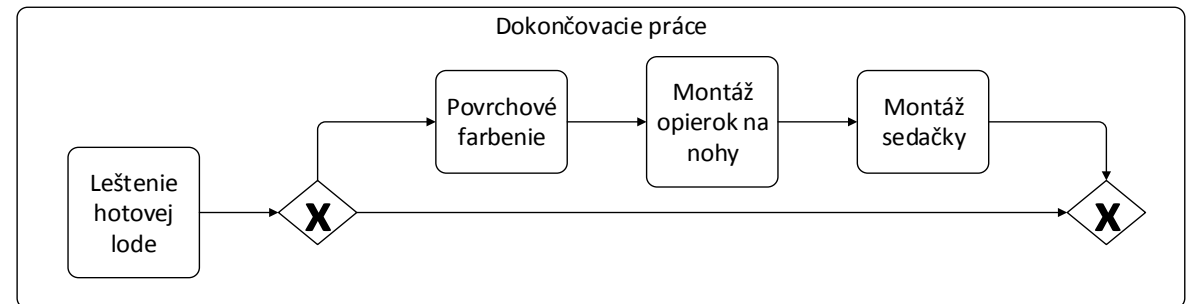 Dokončovacie práce
Povrchové
farbenie
Montáž
opierok na
nohy
Montáž
sedačky
Leštenie
hotovej
lode
X
X